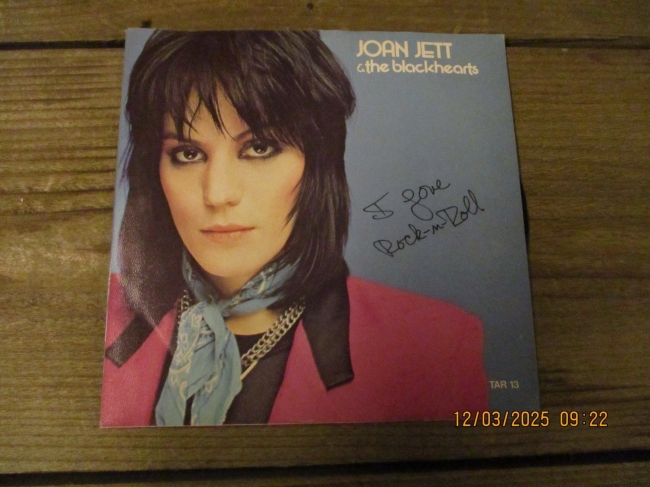 JOAN JETT
& the blackhearts
I Love
Rock-n-Roll
TAR 13
12/03/2025 09:22